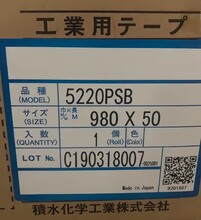 工業用テープ
品種 (MODEL) 5220PSB
サイズ (SIZE) 巾×長 ㎜ M 980 X 50
入数 (QUANTITY) 1 個 (Roll) 色 (Color)
LOT No. C190318007
Made in Japan
積水化学工業株式会社